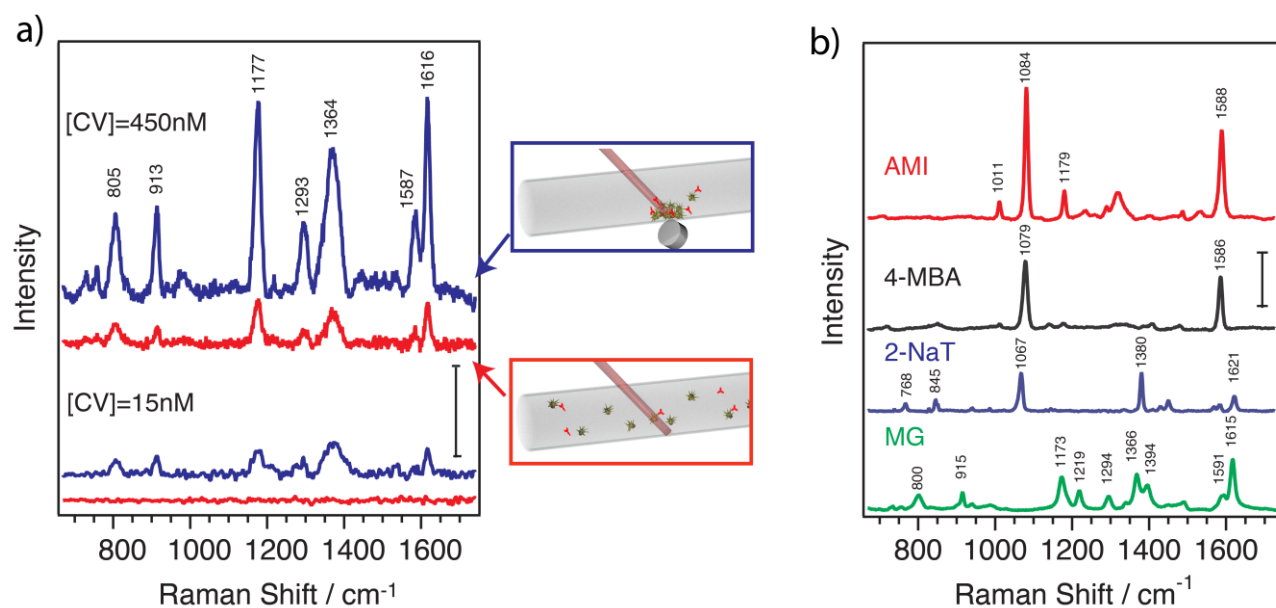 a)
[CV]=450nM
805
913
1177
1293
1364
1587
1616
[CV]=15nM
Intensity
800 1000 1200 1400 1600
Raman Shift / cm-1
b)
AMI
1011
1084
1179
1588
4-MBA
1079
1586
2-NaT
768
845
1067
1380
1621
MG
800
915
1173
1219
1294
1366
1394
1591
1615
Intensity
800 1000 1200 1400 1600
Raman Shift / cm-1